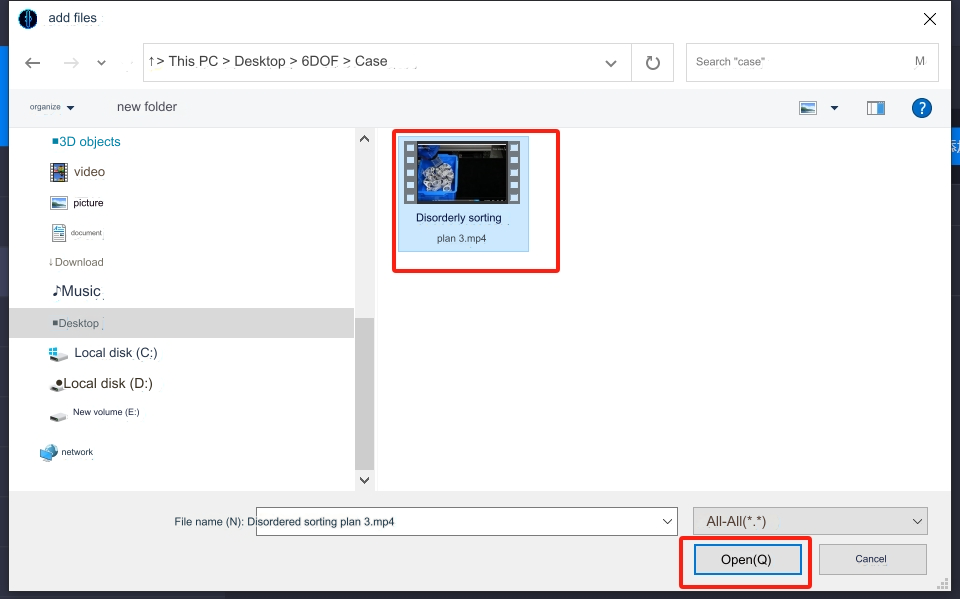 add files
↑ > This PC > Desktop > 6DOF > Case
Search "case"
M
organize
new folder
3D objects
video
picture
document
↓Download
♪Music
Desktop
Local disk (C:)
Local disk (D:)
New volume (E:)
network
Disorderly sorting
plan 3.mp4
File name (N): Disordered sorting plan 3.mp4
All-All(*.*)
Open(Q)
Cancel